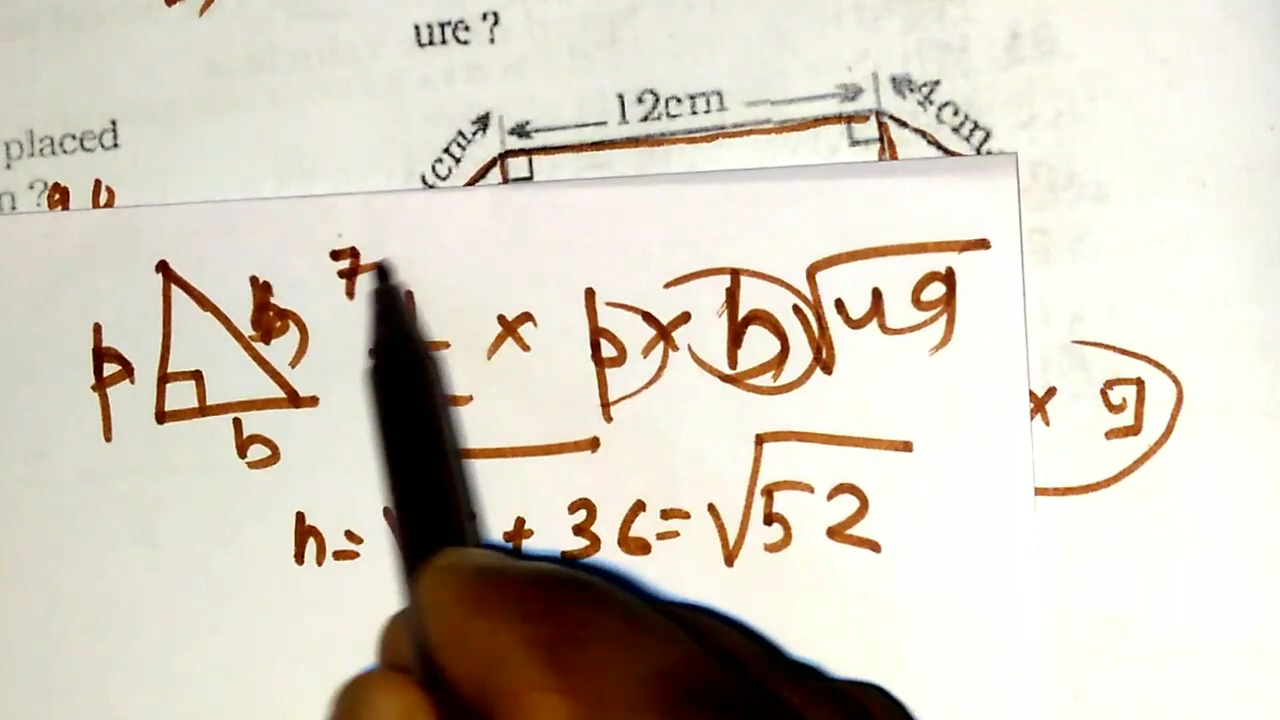 ure ?
12cm
4cm
cm
placed
n ?
7
p × b √49
p
b
× 9
h = + 36 = √52